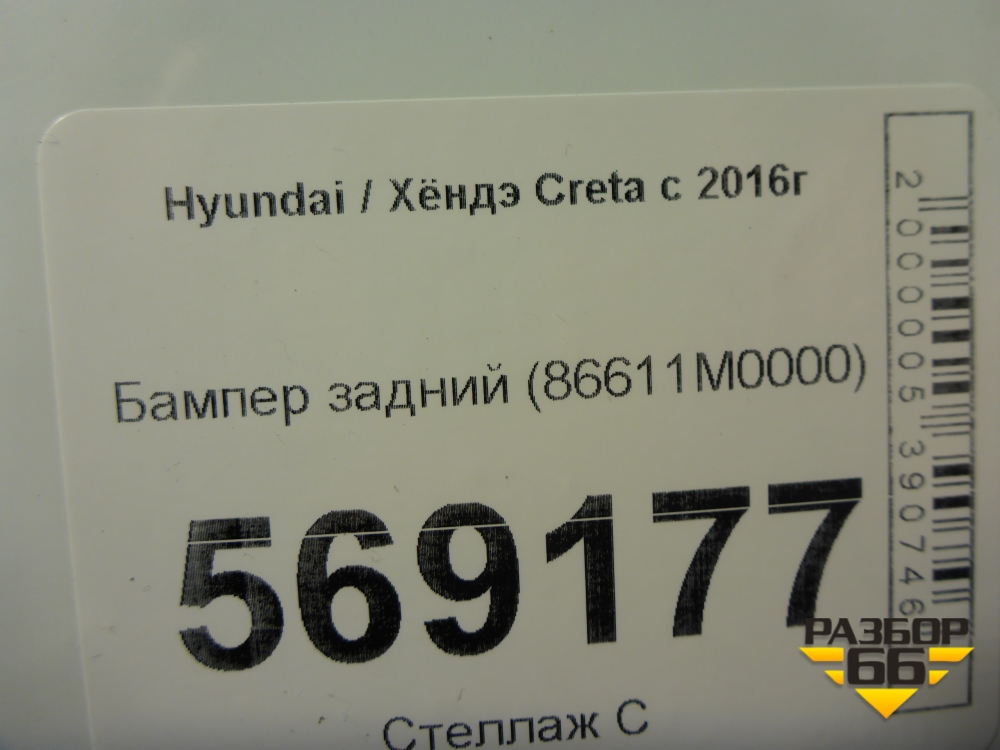 Hyundai / Хёндэ Creta с 2016г
Бампер задний (86611M0000)
569177
Стеллаж С
2000005390746
РАЗБОР
66